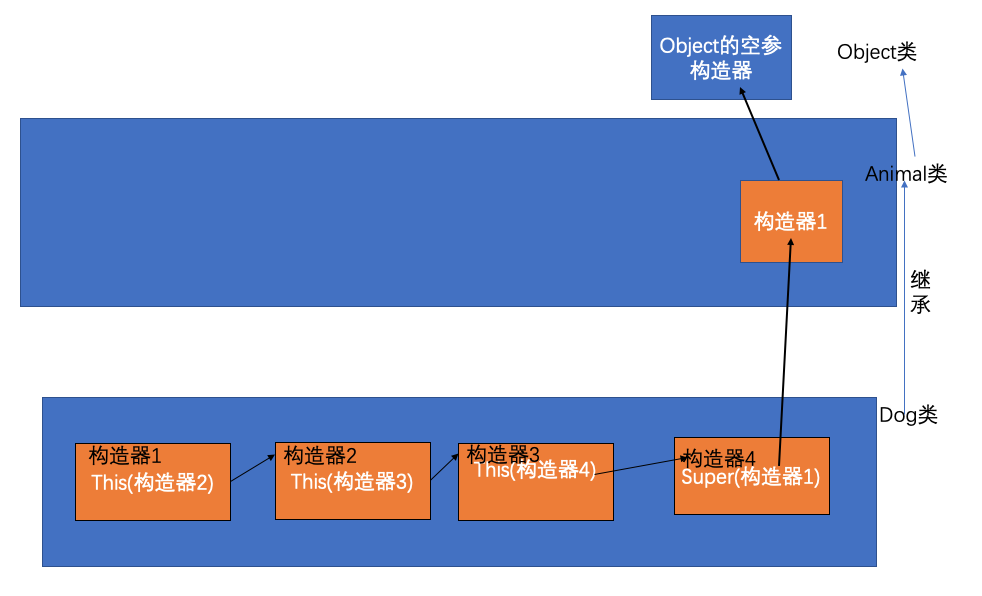 Object的空参
构造器
Object类
Animal类
构造器1
继
承
Dog类
构造器1
This(构造器2)
构造器2
This(构造器3)
构造器3
This(构造器4)
构造器4
Super(构造器1)